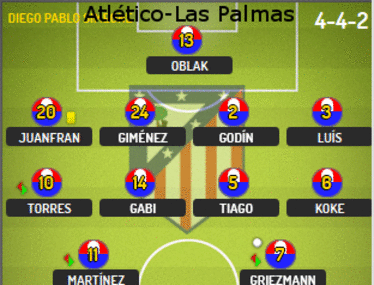 Atlético-Las Palmas
DIEGO PABLO
4-4-2
13
OBLAK
20 24 2 3
JUANFRAN GIMÉNEZ GODÍN LUÍS
10 14 5 6
TORRES GABI TIAGO KOKE
11 7
MARTÍNEZ GRIEZMANN